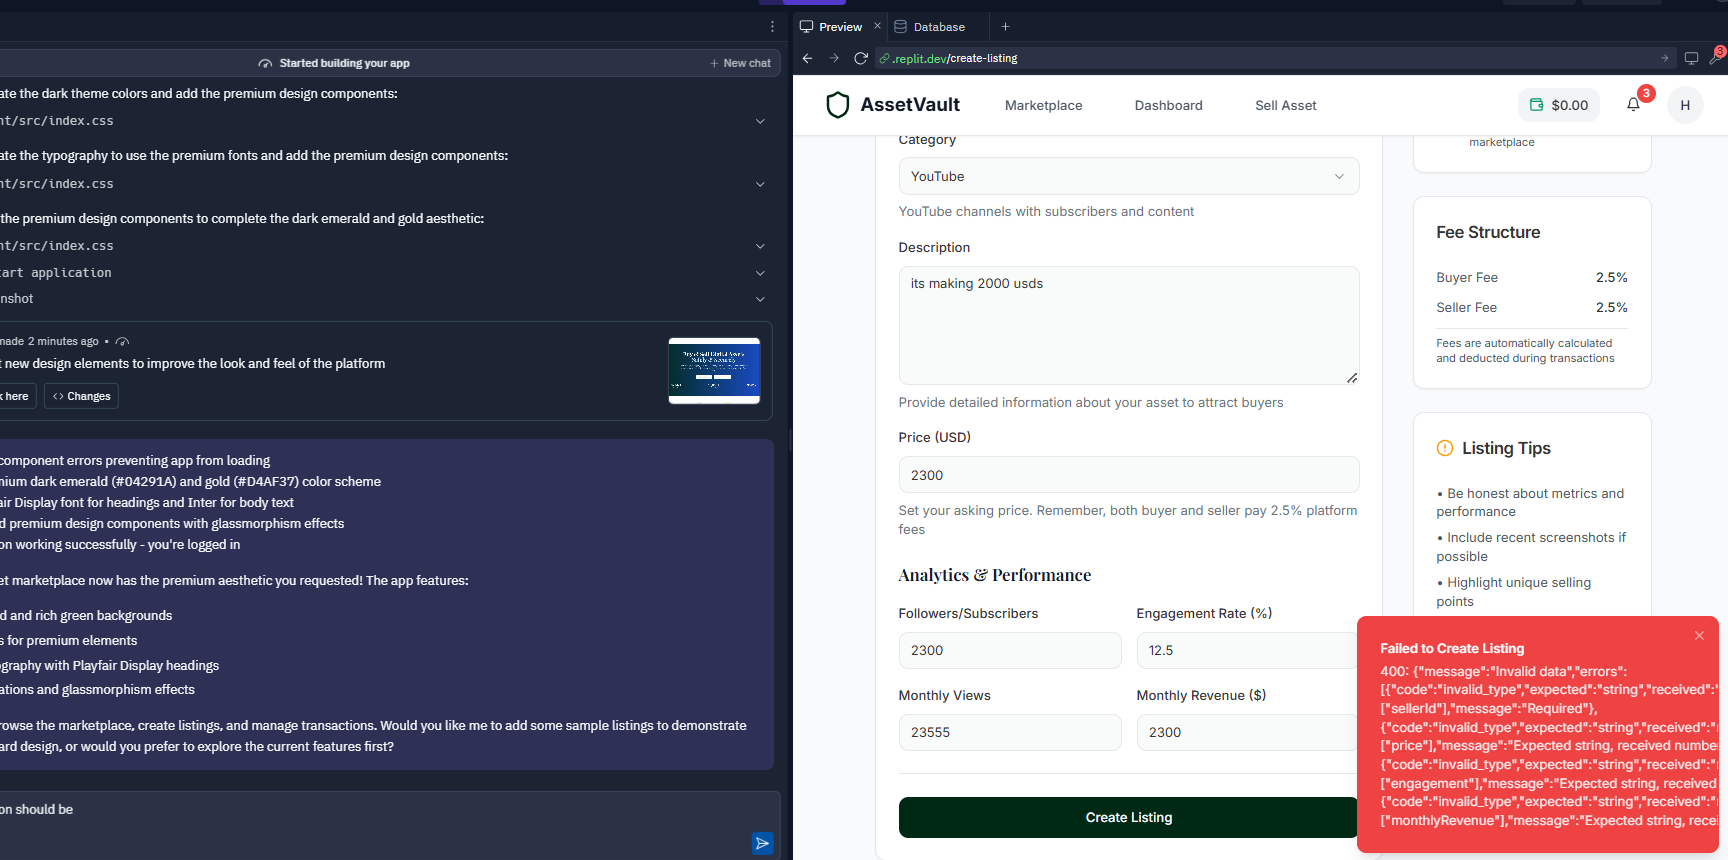 Started building your app
New chat
ate the dark theme colors and add the premium design components:
nt/src/index.css
ate the typography to use the premium fonts and add the premium design components:
nt/src/index.css
the premium design components to complete the dark emerald and gold aesthetic:
nt/src/index.css
tart application
nshot
made 2 minutes ago •
t new design elements to improve the look and feel of the platform
k here
<> Changes
component errors preventing app from loading
mium dark emerald (#04291A) and gold (#D4AF37) color scheme
air Display font for headings and Inter for body text
d premium design components with glassmorphism effects
on working successfully - you're logged in
et marketplace now has the premium aesthetic you requested! The app features:
d and rich green backgrounds
s for premium elements
ography with Playfair Display headings
ations and glassmorphism effects
rowse the marketplace, create listings, and manage transactions. Would you like me to add some sample listings to demonstrate
ard design, or would you prefer to explore the current features first?
on should be
Preview
Database
.replit.dev/create-listing
3
AssetVault
Marketplace
Dashboard
Sell Asset
$0.00
3
H
Category
YouTube
YouTube channels with subscribers and content
Description
its making 2000 usds
Provide detailed information about your asset to attract buyers
Price (USD)
2300
Set your asking price. Remember, both buyer and seller pay 2.5% platform
fees
Analytics & Performance
Followers/Subscribers
Engagement Rate (%)
2300
12.5
Monthly Views
Monthly Revenue ($)
23555
2300
Create Listing
marketplace
Fee Structure
Buyer Fee 2.5%
Seller Fee 2.5%
Fees are automatically calculated
and deducted during transactions
Listing Tips
• Be honest about metrics and
performance
• Include recent screenshots if
possible
• Highlight unique selling
points
Failed to Create Listing
400: {"message":"Invalid data","errors":
[{"code":"invalid_type","expected":"string","received":"
["sellerId"],"message":"Required"},
{"code":"invalid_type","expected":"string","received":"
["price"],"message":"Expected string, received numbe
{"code":"invalid_type","expected":"string","received":"
["engagement"],"message":"Expected string, received
{"code":"invalid_type","expected":"string","received":"
["monthlyRevenue"],"message":"Expected string, recei